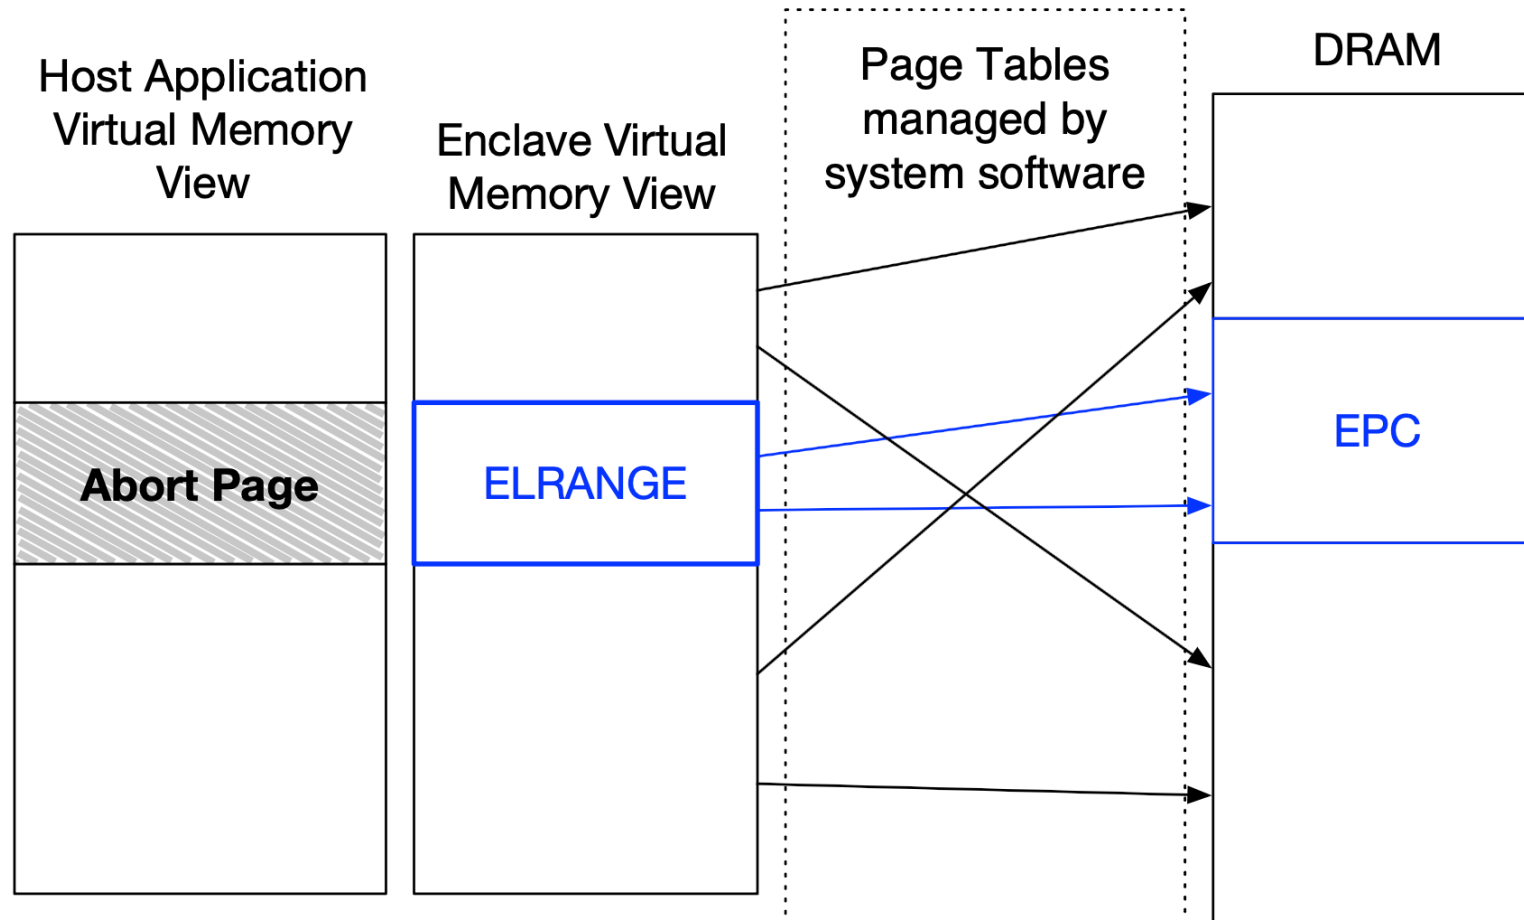 Host Application
Virtual Memory
View
Enclave Virtual
Memory View
Page Tables
managed by
system software
DRAM
Abort Page
ELRANGE
EPC